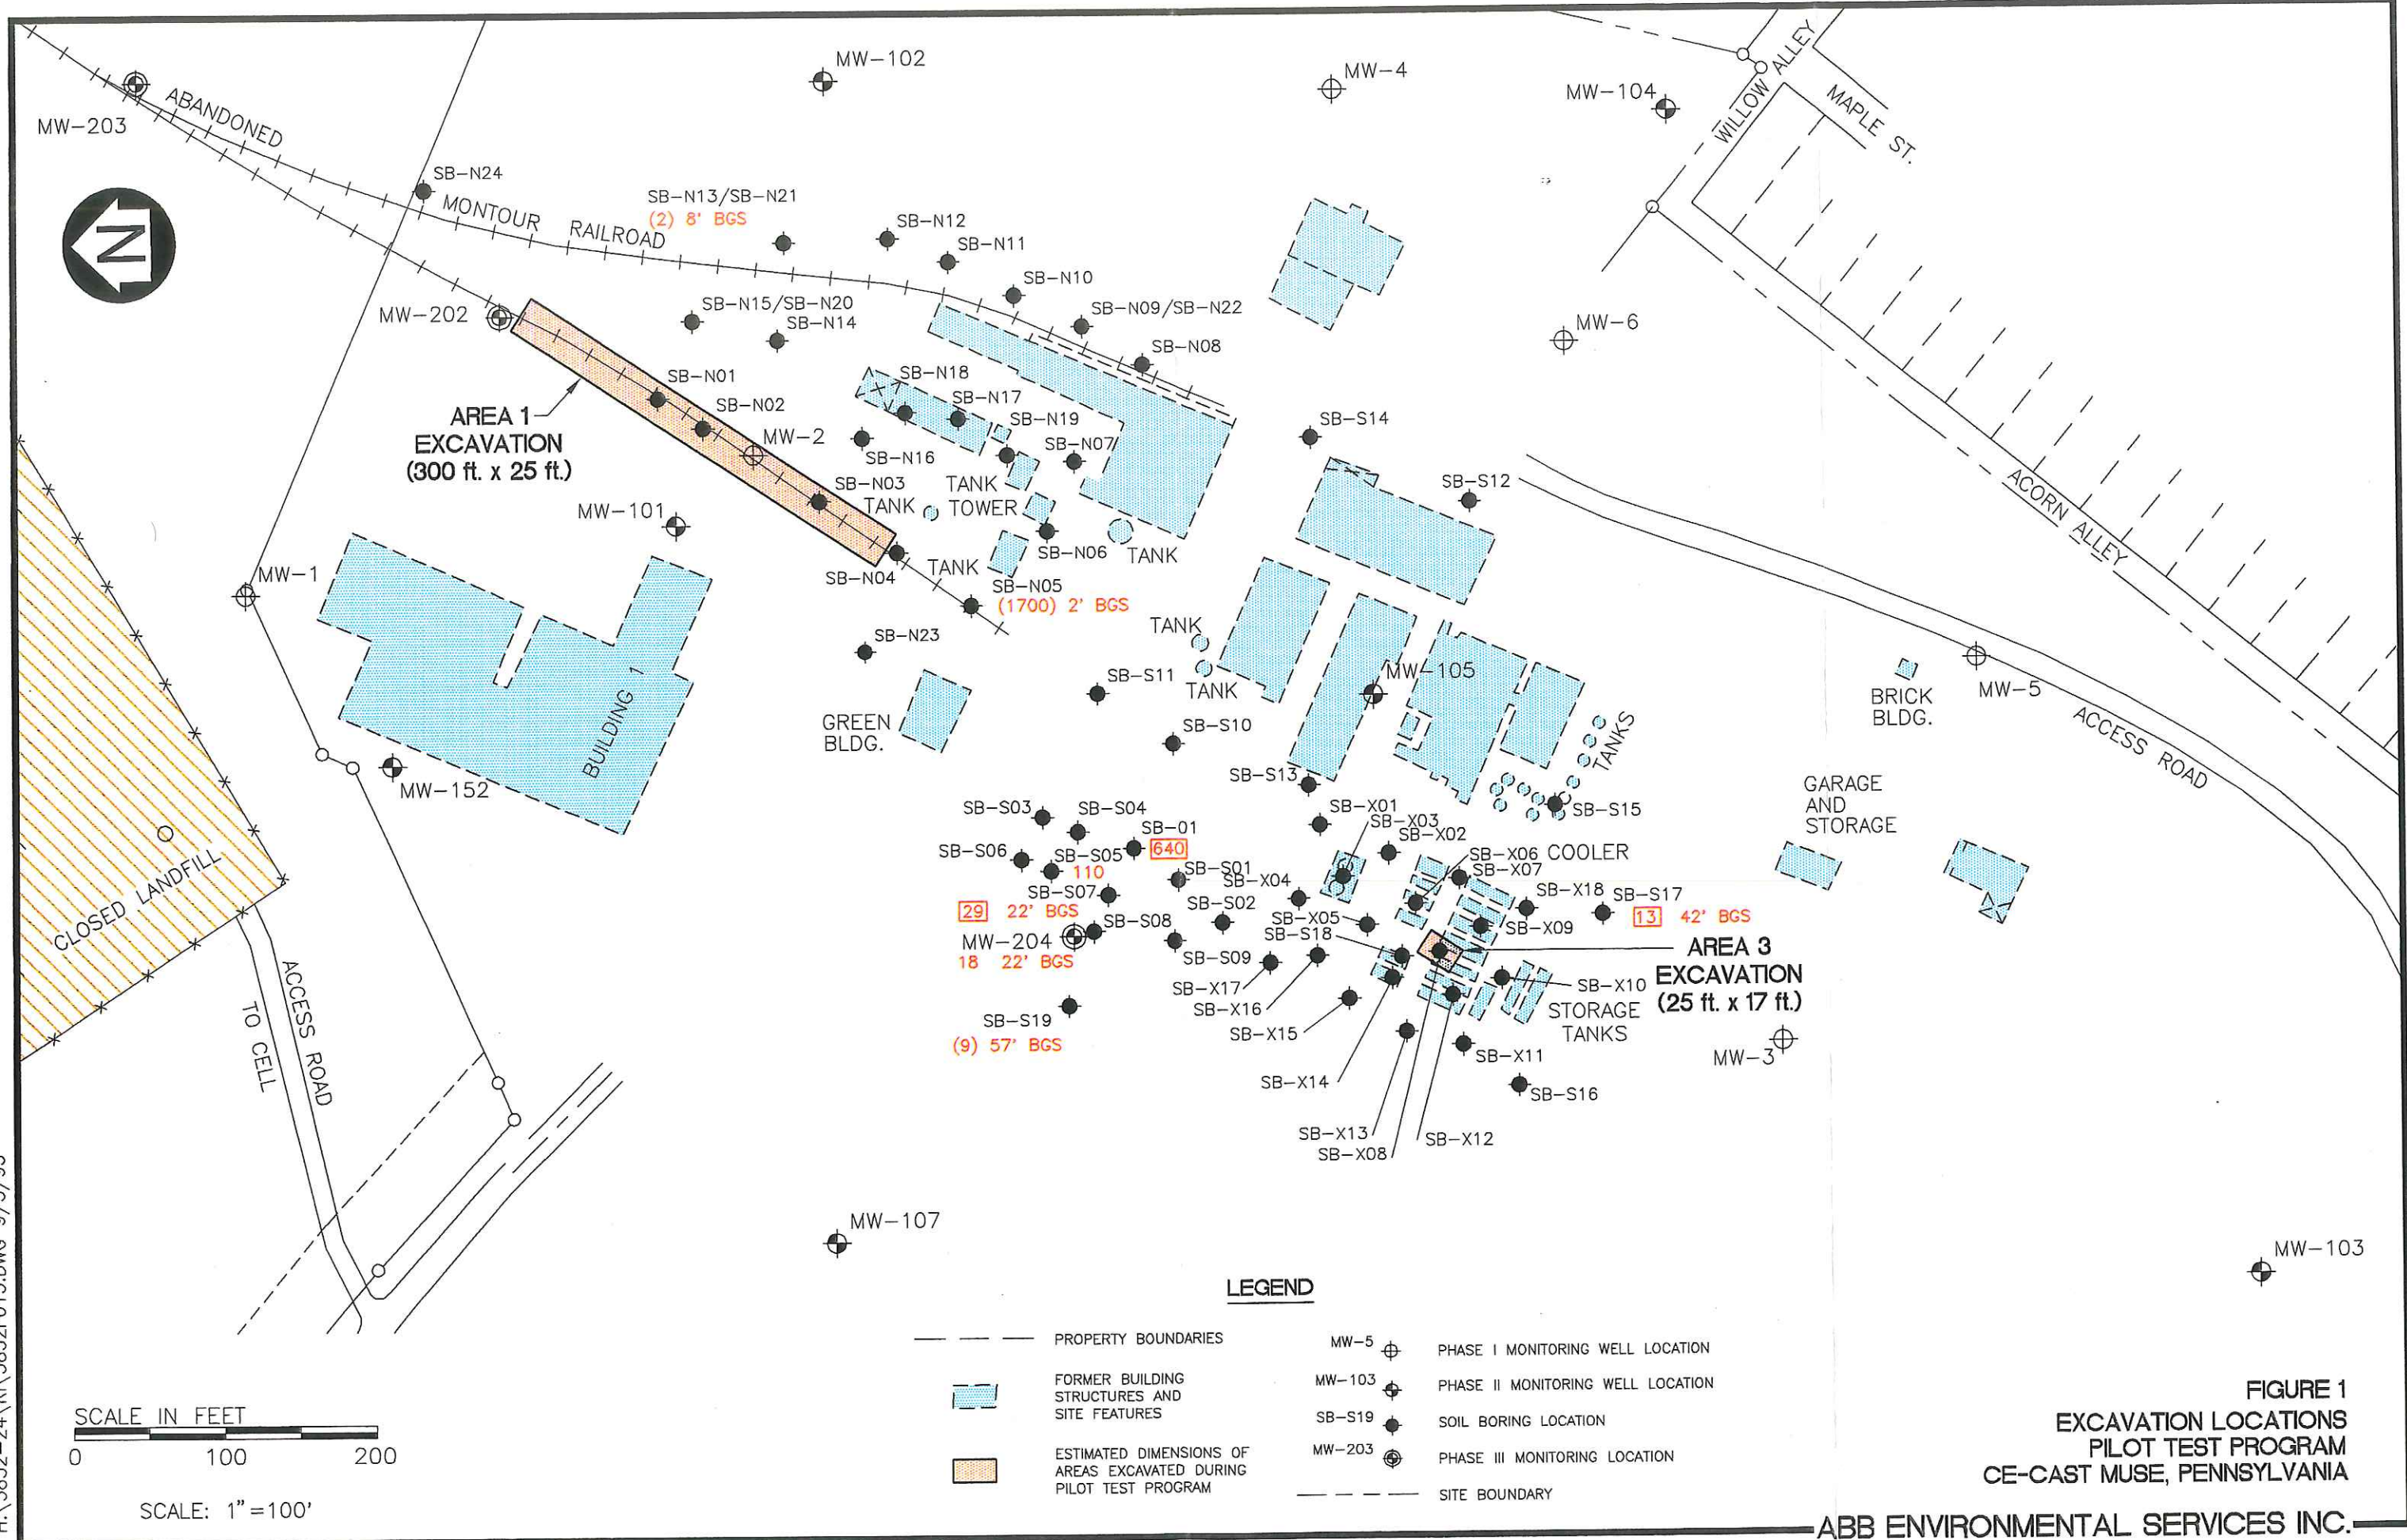 MW-102
MW-4
MW-104
WILLOW ALLEY
MAPLE ST.
MW-203
ABANDONED
SB-N24
MONTOUR RAILROAD
SB-N13/SB-N21
(2) 8' BGS
SB-N12
SB-N11
SB-N10
SB-N09/SB-N22
SB-N08
N
MW-202
SB-N15/SB-N20
SB-N14
MW-6
SB-N01
SB-N02
SB-N18
SB-N17
SB-N19
SB-N07
SB-S14
AREA 1
EXCAVATION
(300 ft. x 25 ft.)
MW-2
SB-N16
SB-N03
TANK
TANK
TOWER
SB-S12
ACORN ALLEY
MW-101
SB-N06
TANK
SB-N04
TANK
SB-N05
(1700) 2' BGS
MW-1
SB-N23
TANK
TANK
SB-S11
MW-105
MW-5
BRICK
BLDG.
ACCESS ROAD
BUILDING 1
GREEN
BLDG.
SB-S10
TANKS
MW-152
SB-S13
SB-S15
GARAGE
AND
STORAGE
SB-S03
SB-S04
SB-01
640
SB-X01
SB-X03
SB-X02
SB-S06
SB-S05
110
SB-S01
SB-X04
SB-X06
COOLER
SB-X07
SB-S07
SB-X18
SB-S17
13 42' BGS
29 22' BGS
SB-S08
SB-S02
SB-X05
SB-X09
CLOSED LANDFILL
MW-204
18 22' BGS
SB-S09
SB-S18
AREA 3
EXCAVATION
(25 ft. x 17 ft.)
SB-X17
SB-X16
SB-X10
STORAGE
TANKS
ACCESS ROAD
TO CELL
SB-S19
(9) 57' BGS
SB-X15
SB-X11
MW-3
SB-X14
SB-S16
SB-X13
SB-X08
SB-X12
MW-107
MW-103
LEGEND
PROPERTY BOUNDARIES
FORMER BUILDING
STRUCTURES AND
SITE FEATURES
ESTIMATED DIMENSIONS OF
AREAS EXCAVATED DURING
PILOT TEST PROGRAM
MW-5 PHASE I MONITORING WELL LOCATION
MW-103 PHASE II MONITORING WELL LOCATION
SB-S19 SOIL BORING LOCATION
MW-203 PHASE III MONITORING LOCATION
SITE BOUNDARY
SCALE IN FEET
0 100 200
SCALE: 1"=100'
FIGURE 1
EXCAVATION LOCATIONS
PILOT TEST PROGRAM
CE-CAST MUSE, PENNSYLVANIA
ABB ENVIRONMENTAL SERVICES INC.